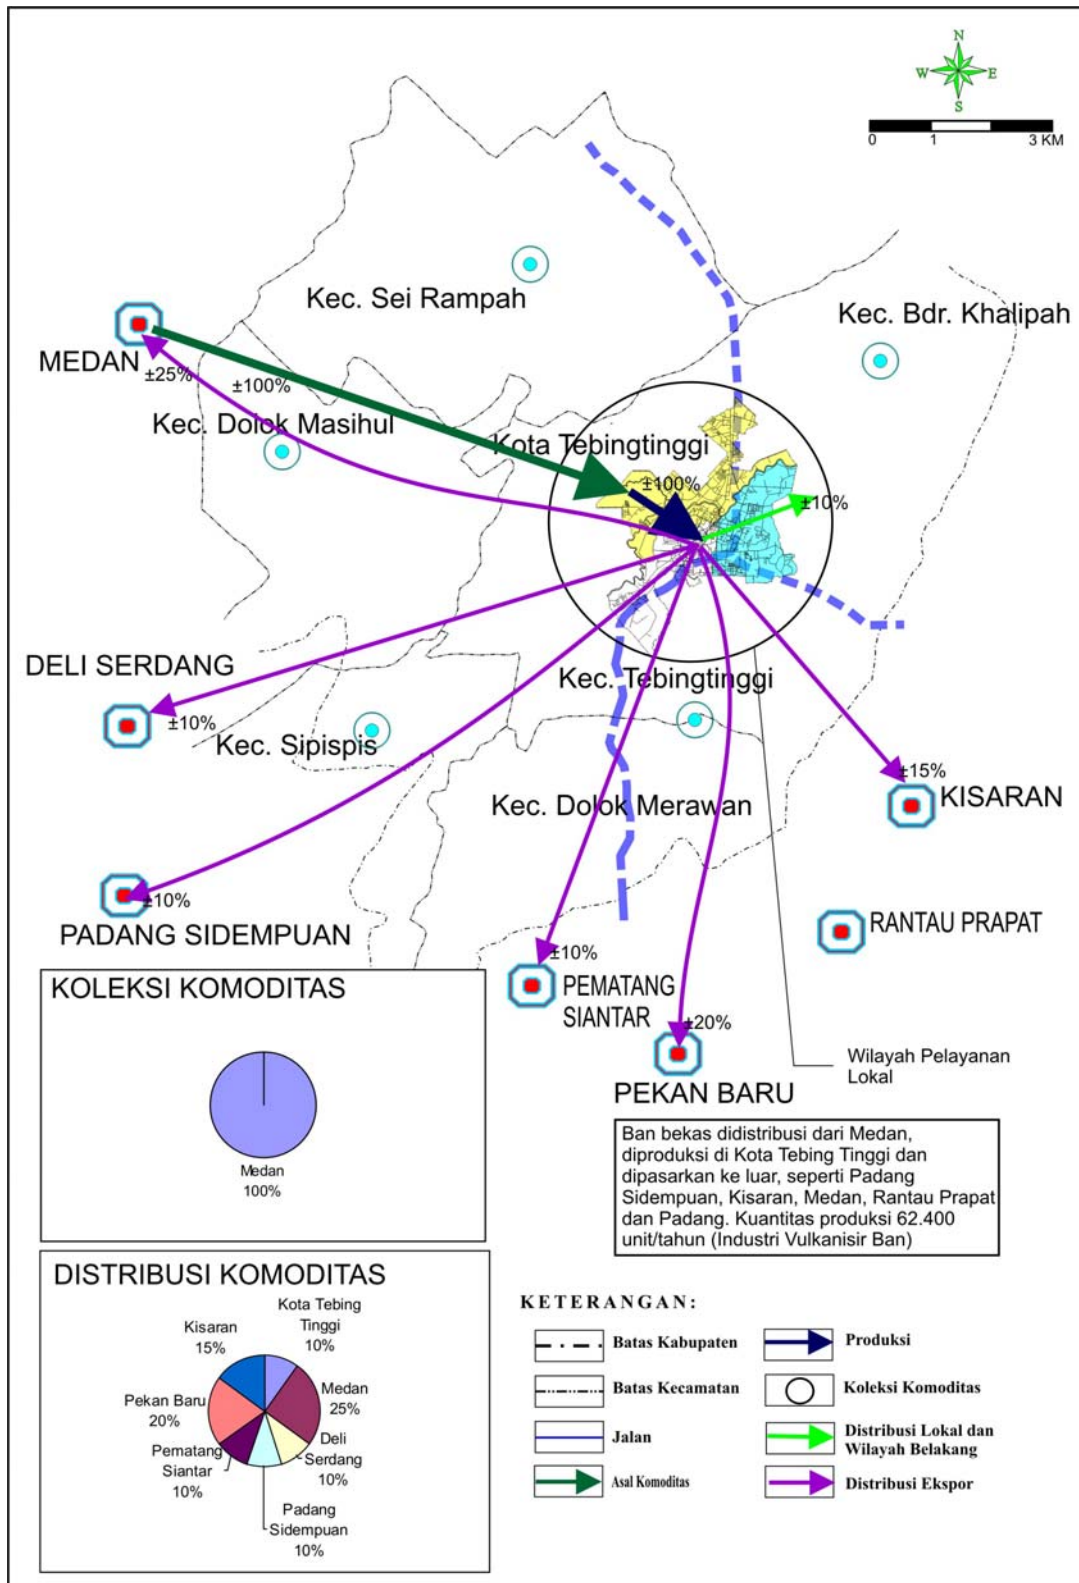 N
W E
S
0 1 3 KM
Kec. Sei Rampah
Kec. Bdr. Khalipah
MEDAN
±25%
±100%
Kec. Dolok Masihul
Kota Tebingtinggi
±100%
±10%
DELI SERDANG
±10%
Kec. Sipispis
Kec. Tebingtinggi
Kec. Dolok Merawan
±15%
KISARAN
±10%
PADANG SIDEMPUAN
RANTAU PRAPAT
±10%
PEMATANG
SIANTAR
±20%
PEKAN BARU
Wilayah Pelayanan
Lokal
KOLEKSI KOMODITAS
Medan
100%
Ban bekas didistribusi dari Medan,
diproduksi di Kota Tebing Tinggi dan
dipasarkan ke luar, seperti Padang
Sidempuan, Kisaran, Medan, Rantau Prapat
dan Padang. Kuantitas produksi 62.400
unit/tahun (Industri Vulkanisir Ban)
DISTRIBUSI KOMODITAS
Kota Tebing
Tinggi
10%
Medan
25%
Deli
Serdang
10%
Padang
Sidempuan
10%
Pematang
Siantar
10%
Pekan Baru
20%
Kisaran
15%
KETERANGAN:
Batas Kabupaten
Batas Kecamatan
Jalan
Asal Komoditas
Produksi
Koleksi Komoditas
Distribusi Lokal dan
Wilayah Belakang
Distribusi Ekspor